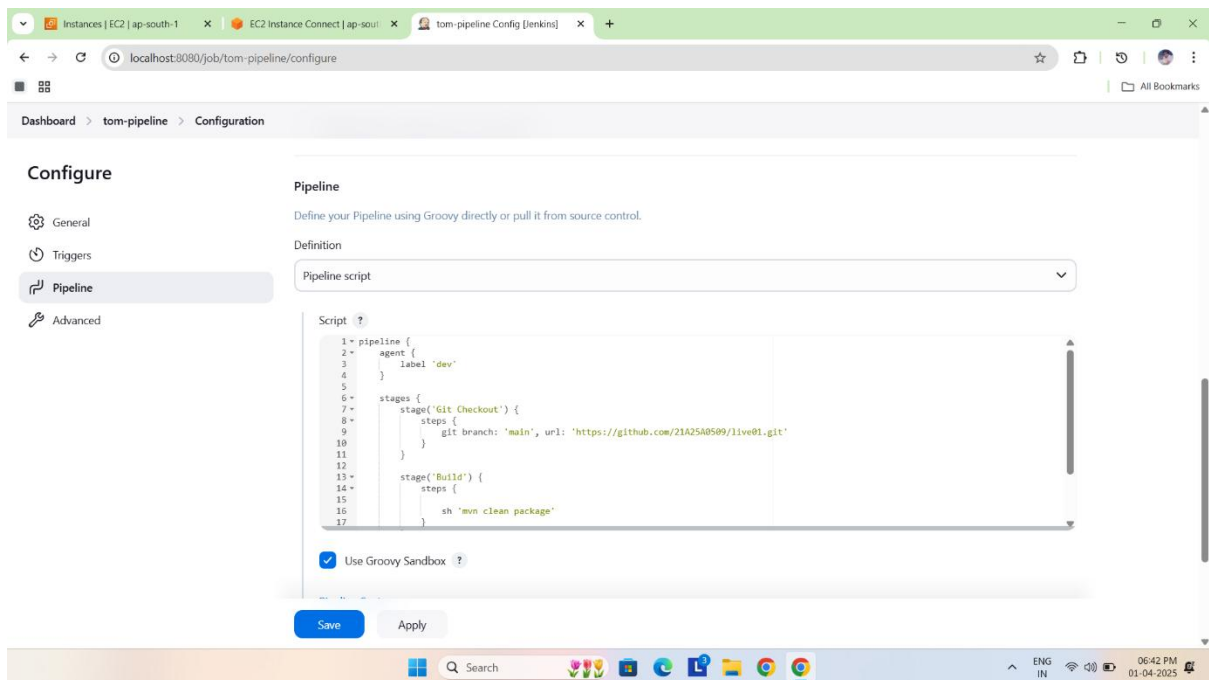 Instances | EC2 | ap-south-1
EC2 Instance Connect | ap-sout
tom-pipeline Config [Jenkins]
localhost:8080/job/tom-pipeline/configure
All Bookmarks
Dashboard > tom-pipeline > Configuration
Configure
General
Triggers
Pipeline
Advanced
Pipeline
Define your Pipeline using Groovy directly or pull it from source control.
Definition
Pipeline script
Script ?
1 pipeline {
2 agent {
3 label 'dev'
4 }
5
6 stages {
7 stage('Git Checkout') {
8 steps {
9 git branch: 'main', url: 'https://github.com/21A25A0509/live01.git'
10 }
11 }
12
13 stage('Build') {
14 steps {
15
16 sh 'mvn clean package'
17 }
Use Groovy Sandbox ?
Save
Apply
Search
3
ENG
IN
06:42 PM
01-04-2025